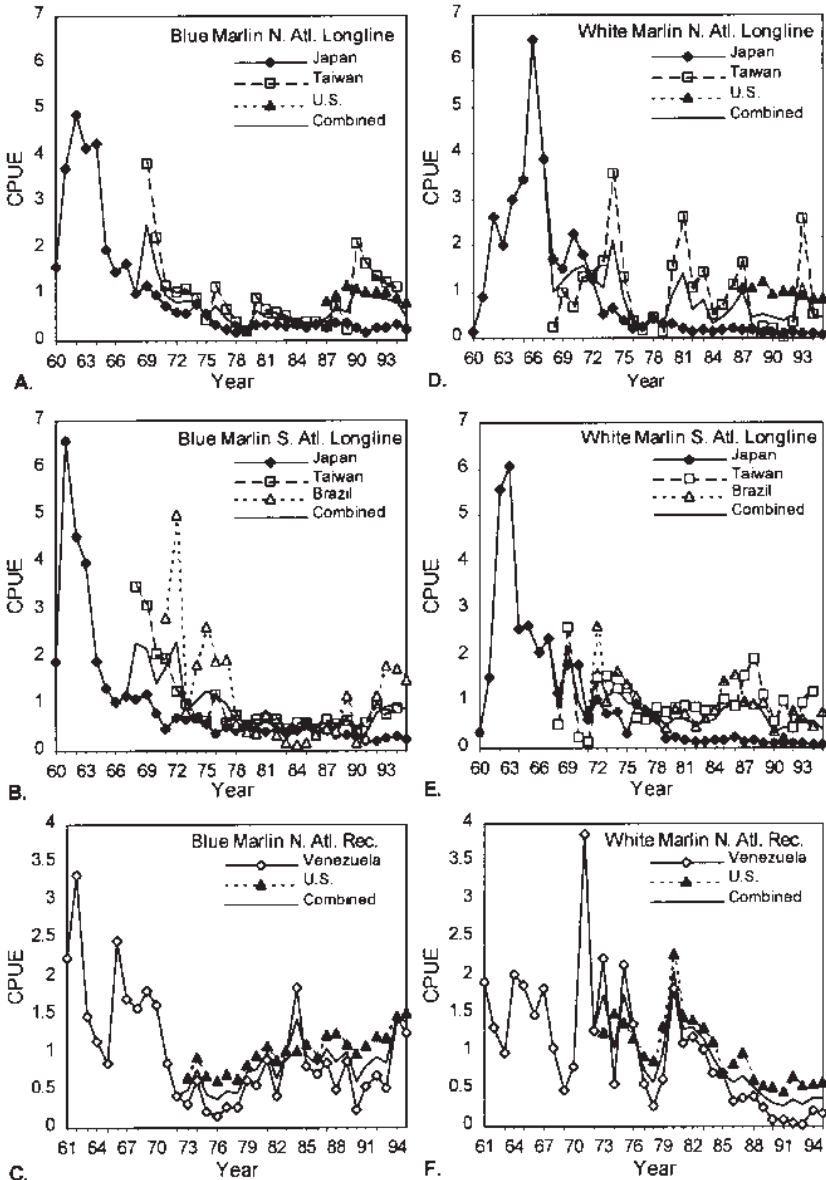 7
6
5
4
3
2
1
0
CPUE
Blue Marlin N. Atl. Longline
Japan
Taiwan
U.S.
Combined
60 63 66 69 72 75 78 81 84 87 90 93
Year
A.
7
6
5
4
3
2
1
0
CPUE
White Marlin N. Atl. Longline
Japan
Taiwan
U.S.
Combined
60 63 66 69 72 75 78 81 84 87 90 93
Year
D.
7
6
5
4
3
2
1
0
CPUE
Blue Marlin S. Atl. Longline
Japan
Taiwan
Brazil
Combined
60 63 66 69 72 75 78 81 84 87 90 93
Year
B.
7
6
5
4
3
2
1
0
CPUE
White Marlin S. Atl. Longline
Japan
Taiwan
Brazil
Combined
60 63 66 69 72 75 78 81 84 87 90 93
Year
E.
4
3.5
3
2.5
2
1.5
1
0.5
0
CPUE
Blue Marlin N. Atl. Rec.
Venezuela
U.S.
Combined
61 64 67 70 73 76 79 82 85 88 91 94
Year
C.
4
3.5
3
2.5
2
1.5
1
0.5
0
CPUE
White Marlin N. Atl. Rec.
Venezuela
U.S.
Combined
61 64 67 70 73 76 79 82 85 88 91 94
Year
F.